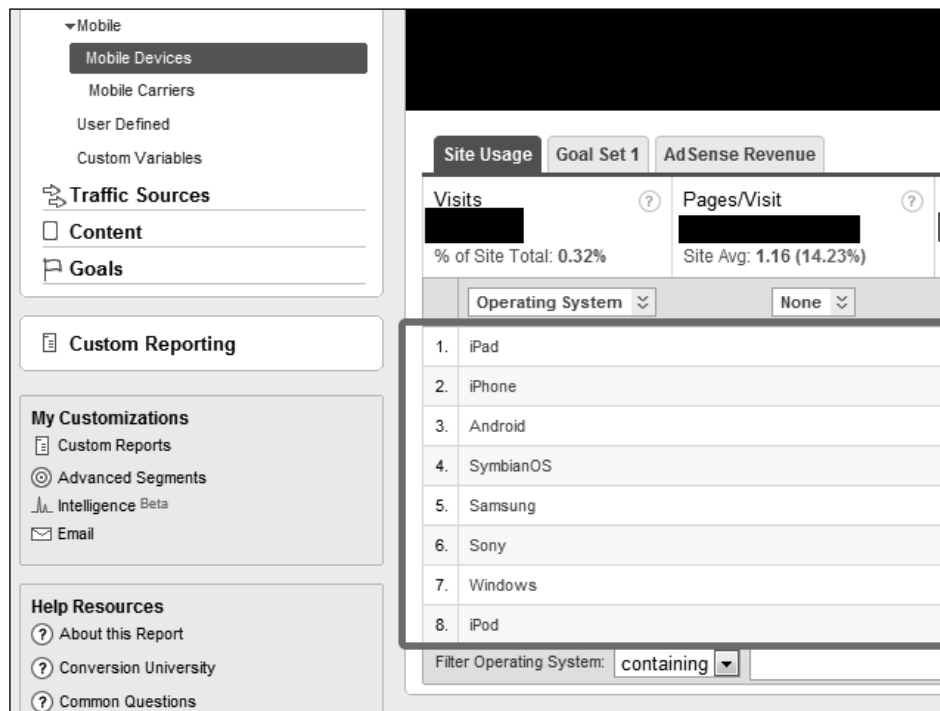 Mobile
Mobile Devices
Mobile Carriers
User Defined
Custom Variables
Traffic Sources
Content
Goals
Custom Reporting
My Customizations
Custom Reports
Advanced Segments
Intelligence Beta
Email
Help Resources
? About this Report
? Conversion University
? Common Questions
Site Usage Goal Set 1 AdSense Revenue
Visits ? Pages/Visit ?
% of Site Total: 0.32% Site Avg: 1.16 (14.23%)
Operating System None
1. iPad
2. iPhone
3. Android
4. SymbianOS
5. Samsung
6. Sony
7. Windows
8. iPod
Filter Operating System: containing